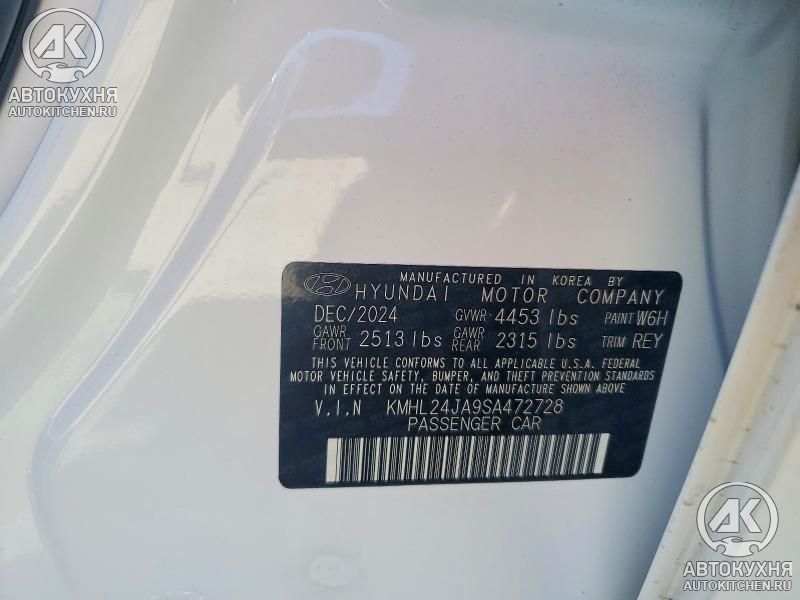 AK
АВТОКУХНЯ
AUTOKITCHEN.RU
MANUFACTURED IN KOREA BY
HYUNDAI MOTOR COMPANY
DEC/2024 GVWR 4453 lbs PAINT W6H
GAWR FRONT 2513 lbs GAWR REAR 2315 lbs TRIM REY
THIS VEHICLE CONFORMS TO ALL APPLICABLE U.S.A. FEDERAL
MOTOR VEHICLE SAFETY, BUMPER, AND THEFT PREVENTION STANDARDS
IN EFFECT ON THE DATE OF MANUFACTURE SHOWN ABOVE
V.I.N KMHL24JA9SA472728
PASSENGER CAR
AK
АВТОКУХНЯ
AUTOKITCHEN.RU